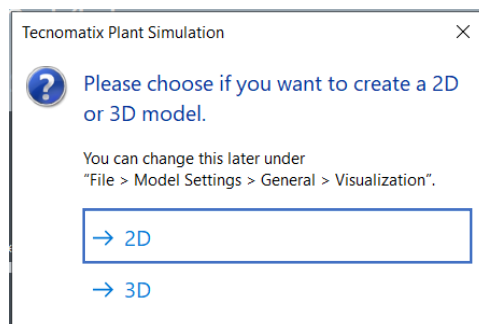 Tecnomatix Plant Simulation
Please choose if you want to create a 2D
or 3D model.
You can change this later under
"File > Model Settings > General > Visualization".
→ 2D
→ 3D